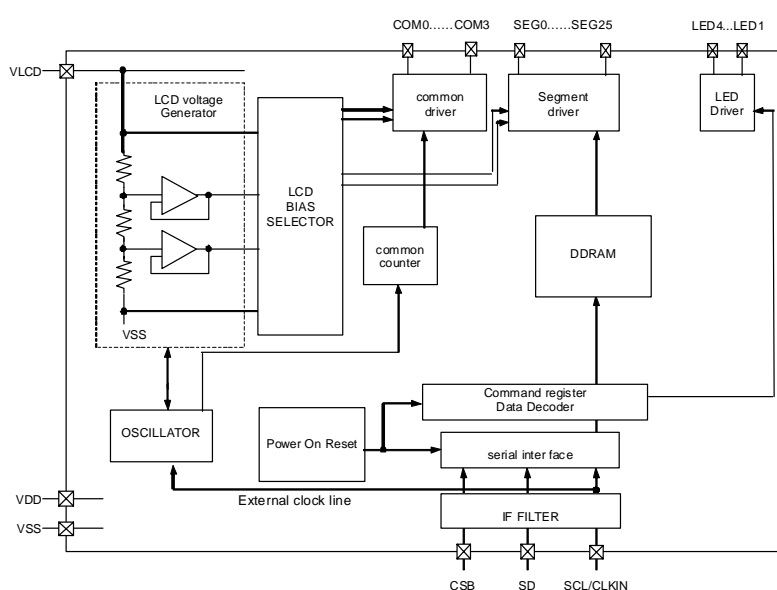 COM0......COM3
SEG0......SEG25
LED4...LED1
VLCD
LCD voltage
Generator
common
driver
Segment
driver
LED
Driver
LCD
BIAS
SELECTOR
common
counter
DDRAM
VSS
Command register
Data Decoder
OSCILLATOR
Power On Reset
serial inter face
VDD
External clock line
VSS
IF FILTER
CSB
SD
SCL/CLKIN